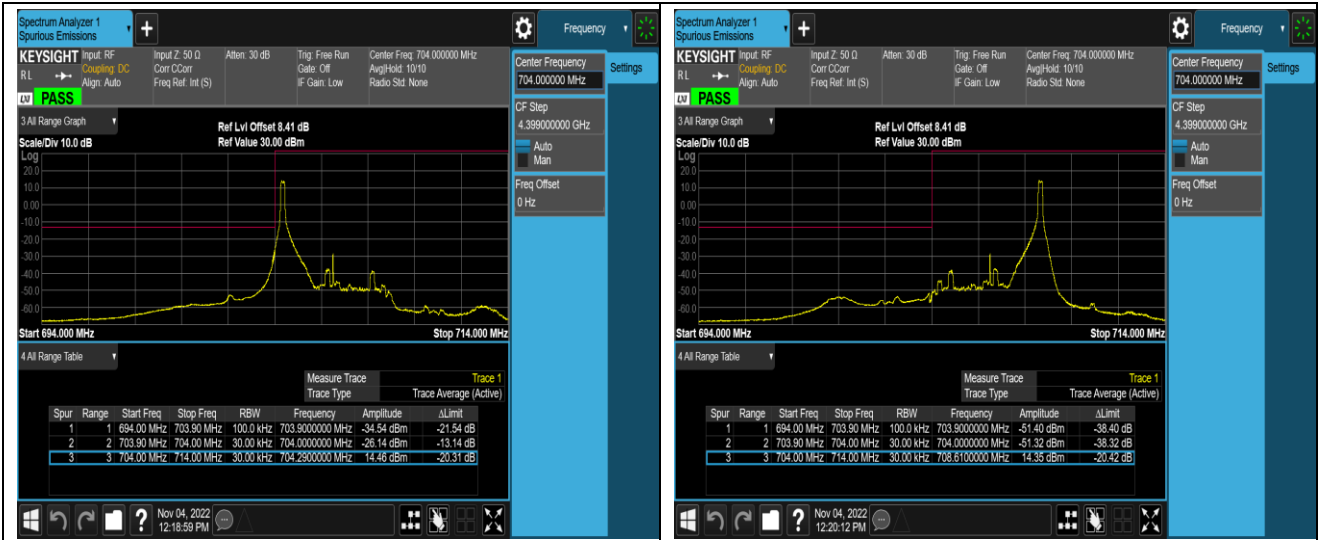 Spectrum Analyzer 1
Spurious Emissions
Frequency
KEYSIGHT
R L
PASS
Input: RF
Coupling: DC
Align: Auto
Input Z: 50 Ω
Corr CCorr
Freq Ref: Int (S)
Atten: 30 dB
Trig: Free Run
Gate: Off
IF Gain: Low
Center Freq: 704.000000 MHz
Avg|Hold: 10/10
Radio Std: None
Center Frequency
704.000000 MHz
Settings
CF Step
4.399000000 GHz
Auto
Man
Freq Offset
0 Hz
3 All Range Graph
Ref Lvl Offset 8.41 dB
Scale/Div 10.0 dB
Ref Value 30.00 dBm
Log
20.0
10.0
0.00
-10.0
-20.0
-30.0
-40.0
-50.0
-60.0
Start 694.000 MHz
Stop 714.000 MHz
4 All Range Table
Measure Trace Trace 1
Trace Type Trace Average (Active)
Spur Range Start Freq Stop Freq RBW Frequency Amplitude ΔLimit
1 1 694.00 MHz 703.90 MHz 100.0 kHz 703.9000000 MHz -34.54 dBm -21.54 dB
2 2 703.90 MHz 704.00 MHz 30.00 kHz 704.0000000 MHz -26.14 dBm -13.14 dB
3 3 704.00 MHz 714.00 MHz 30.00 kHz 704.2900000 MHz 14.46 dBm -20.31 dB
Nov 04, 2022
12:18:59 PM
Spectrum Analyzer 1
Spurious Emissions
Frequency
KEYSIGHT
R L
PASS
Input: RF
Coupling: DC
Align: Auto
Input Z: 50 Ω
Corr CCorr
Freq Ref: Int (S)
Atten: 30 dB
Trig: Free Run
Gate: Off
IF Gain: Low
Center Freq: 704.000000 MHz
Avg|Hold: 10/10
Radio Std: None
Center Frequency
704.000000 MHz
Settings
CF Step
4.399000000 GHz
Auto
Man
Freq Offset
0 Hz
3 All Range Graph
Ref Lvl Offset 8.41 dB
Scale/Div 10.0 dB
Ref Value 30.00 dBm
Log
20.0
10.0
0.00
-10.0
-20.0
-30.0
-40.0
-50.0
-60.0
Start 694.000 MHz
Stop 714.000 MHz
4 All Range Table
Measure Trace Trace 1
Trace Type Trace Average (Active)
Spur Range Start Freq Stop Freq RBW Frequency Amplitude ΔLimit
1 1 694.00 MHz 703.90 MHz 100.0 kHz 703.9000000 MHz -51.40 dBm -38.40 dB
2 2 703.90 MHz 704.00 MHz 30.00 kHz 704.0000000 MHz -51.32 dBm -38.32 dB
3 3 704.00 MHz 714.00 MHz 30.00 kHz 708.6100000 MHz 14.35 dBm -20.42 dB
Nov 04, 2022
12:20:12 PM